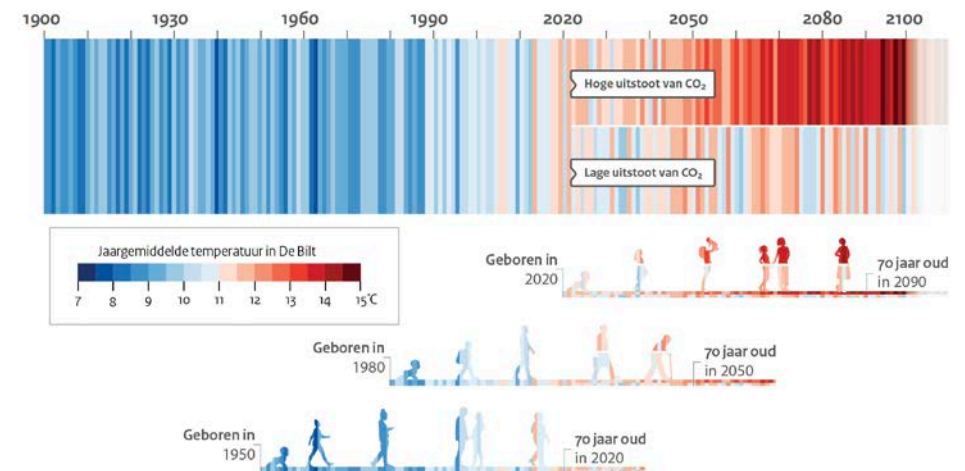 1900 1930 1960 1990 2020 2050 2080 2100
Hoge uitstoot van CO₂
Lage uitstoot van CO₂
Jaargemiddelde temperatuur in De Bilt
7 8 9 10 11 12 13 14 15°C
Geboren in
2020
70 jaar oud
in 2090
Geboren in
1980
70 jaar oud
in 2050
Geboren in
1950
70 jaar oud
in 2020